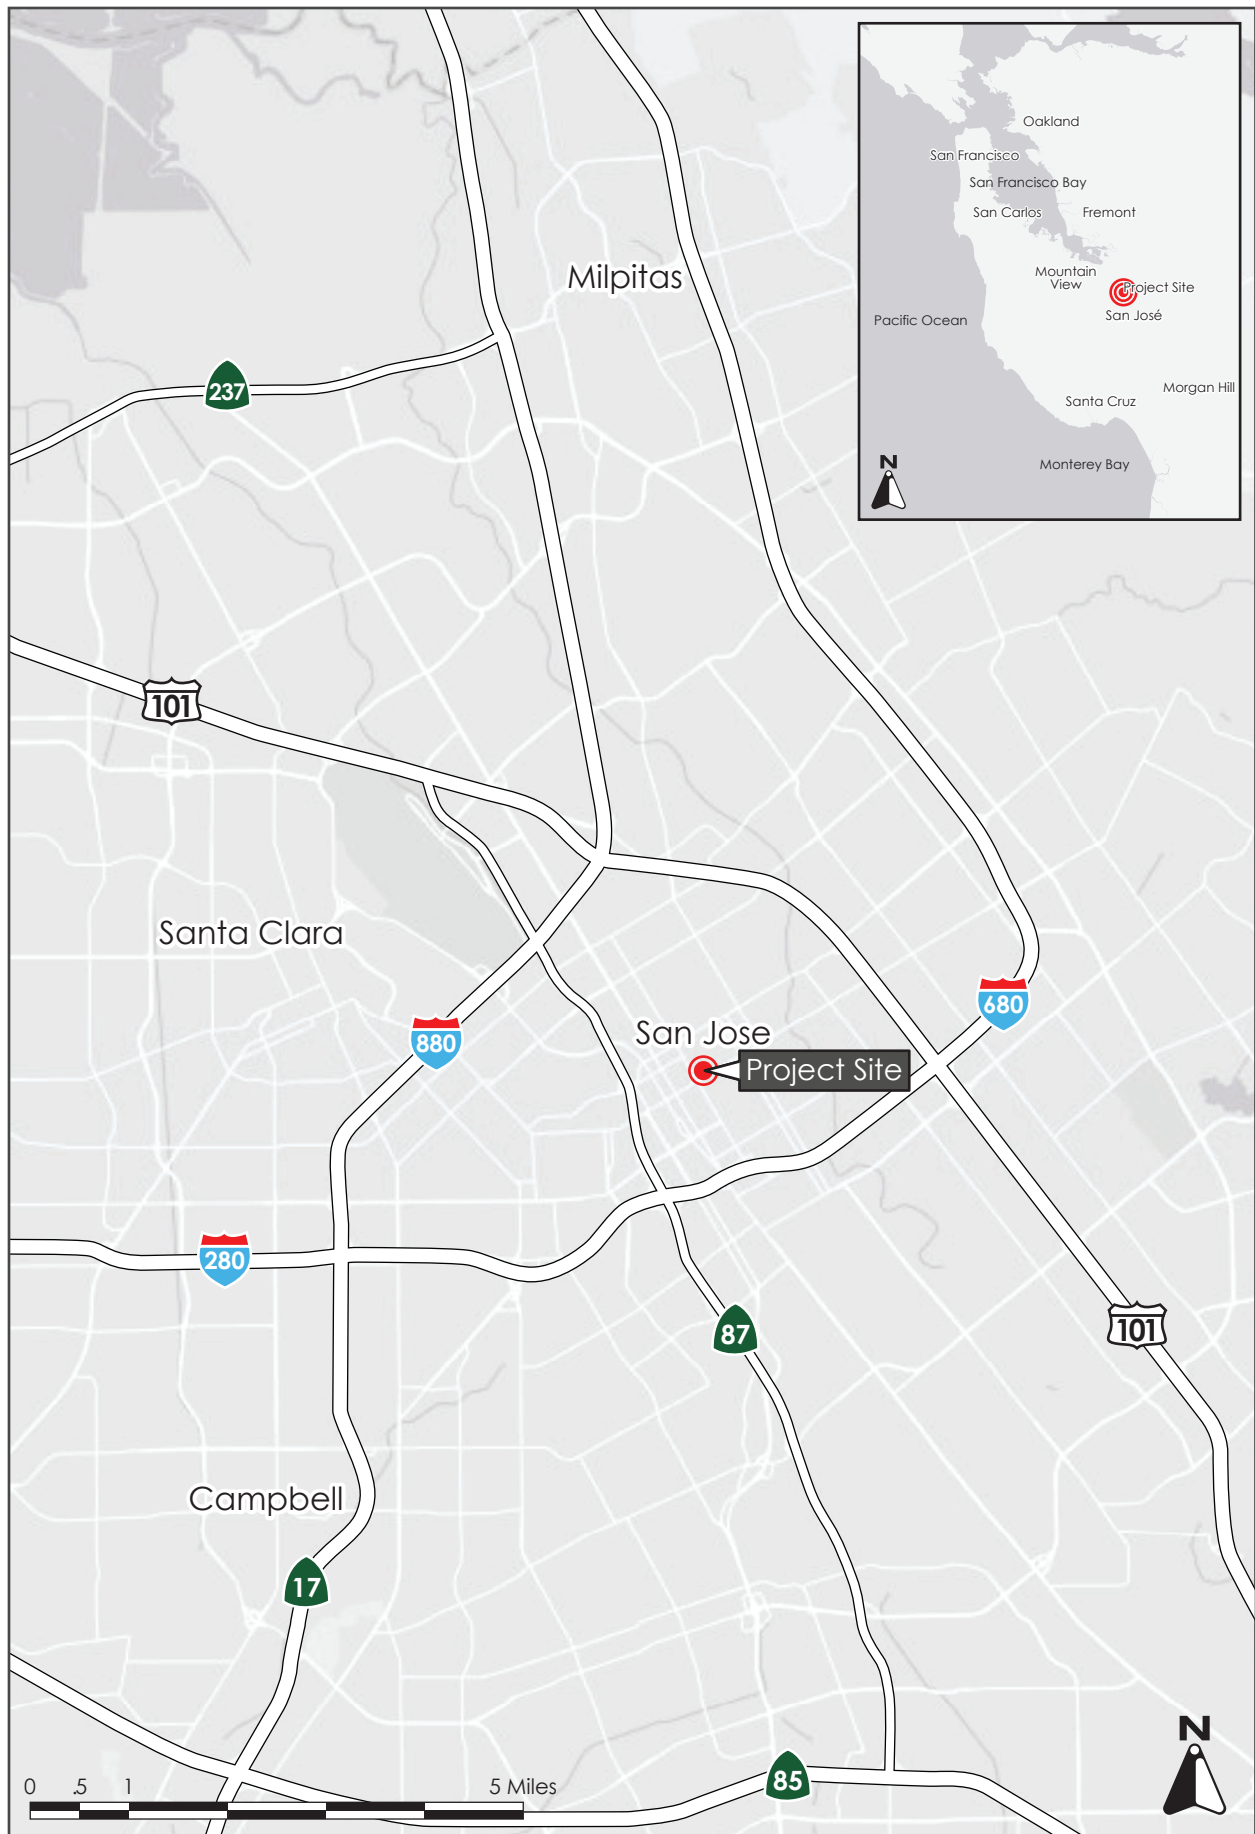 Oakland
San Francisco
San Francisco Bay
San Carlos
Fremont
Mountain
View
Project Site
San José
Pacific Ocean
Morgan Hill
Santa Cruz
Monterey Bay
N
Milpitas
237
101
Santa Clara
680
880
San Jose
Project Site
280
101
87
Campbell
17
N
85
0 .5 1 5 Miles